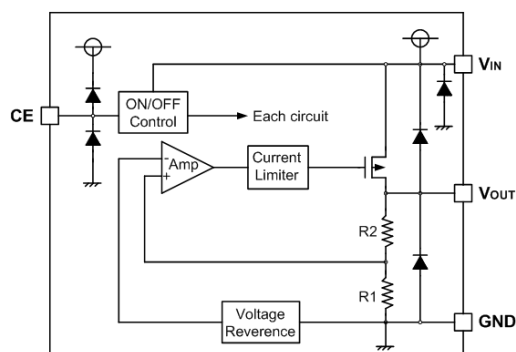 VIN
ON/OFF
Control
CE
Each circuit
-
Amp
+
Current
Limiter
VOUT
R2
R1
Voltage
Reverence
GND